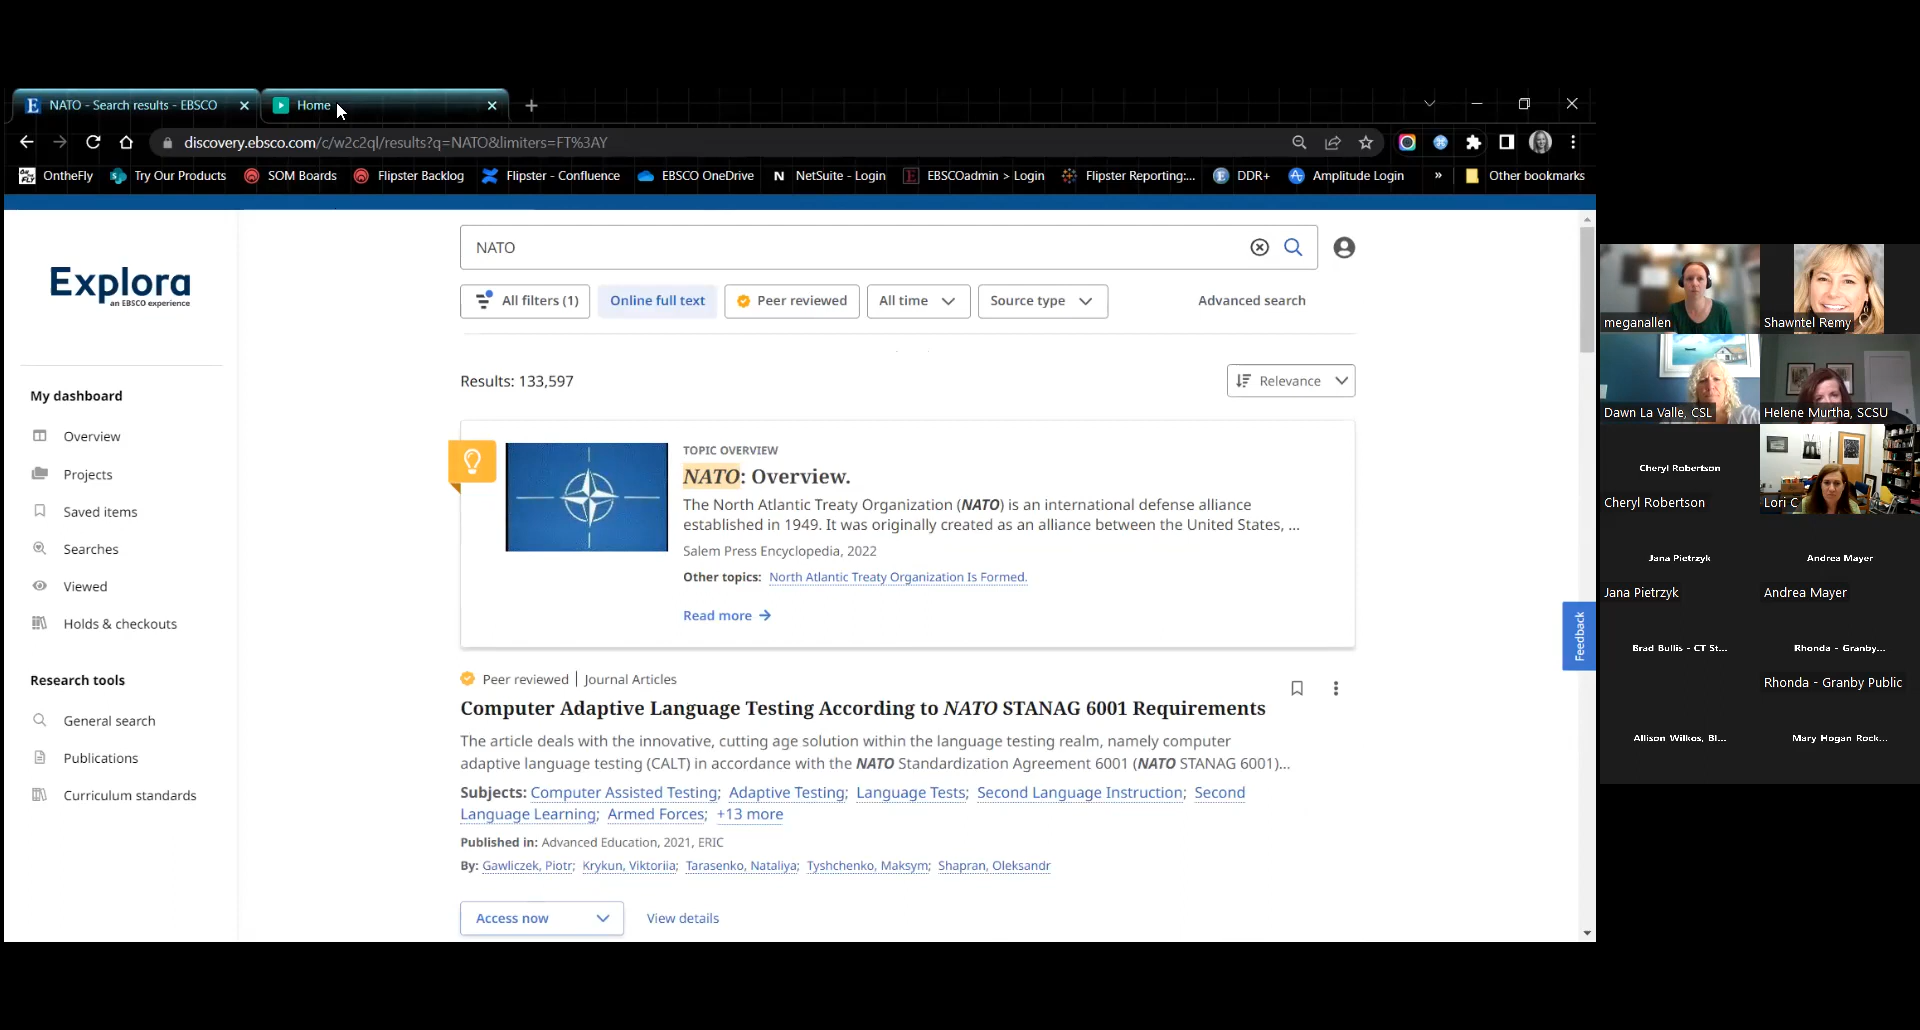 NATO - Search results - EBSCO
Home
discovery.ebsco.com/c/w2c2ql/results?q=NATO&limiters=FT%3AY
OntheFly
Try Our Products
SOM Boards
Flipster Backlog
Flipster - Confluence
EBSCO OneDrive
NetSuite - Login
EBSCOadmin > Login
Flipster Reporting:...
DDR+
Amplitude Login
»
Other bookmarks
Explora
an EBSCO experience
My dashboard
Overview
Projects
Saved items
Searches
Viewed
Holds & checkouts
Research tools
General search
Publications
Curriculum standards
NATO
All filters (1)
Online full text
Peer reviewed
All time
Source type
Advanced search
Results: 133,597
Relevance
TOPIC OVERVIEW
NATO: Overview.
The North Atlantic Treaty Organization (NATO) is an international defense alliance
established in 1949. It was originally created as an alliance between the United States, ...
Salem Press Encyclopedia, 2022
Other topics: North Atlantic Treaty Organization Is Formed.
Read more
Feedback
Peer reviewed | Journal Articles
Computer Adaptive Language Testing According to NATO STANAG 6001 Requirements
The article deals with the innovative, cutting age solution within the language testing realm, namely computer
adaptive language testing (CALT) in accordance with the NATO Standardization Agreement 6001 (NATO STANAG 6001)...
Subjects: Computer Assisted Testing; Adaptive Testing; Language Tests; Second Language Instruction; Second
Language Learning; Armed Forces; +13 more
Published in: Advanced Education, 2021, ERIC
By: Gawliczek, Piotr; Krykun, Viktoriia; Tarasenko, Nataliya; Tyshchenko, Maksym; Shapran, Oleksandr
Access now
View details
meganallen
Shawntel Remy
Dawn La Valle, CSL
Helene Murtha, SCSU
Cheryl Robertson
Cheryl Robertson
Lori C
Jana Pietrzyk
Andrea Mayer
Jana Pietrzyk
Andrea Mayer
Brad Bullis - CT St...
Rhonda - Granby...
Rhonda - Granby Public
Allison Wilkos, Bl...
Mary Hogan Rock...